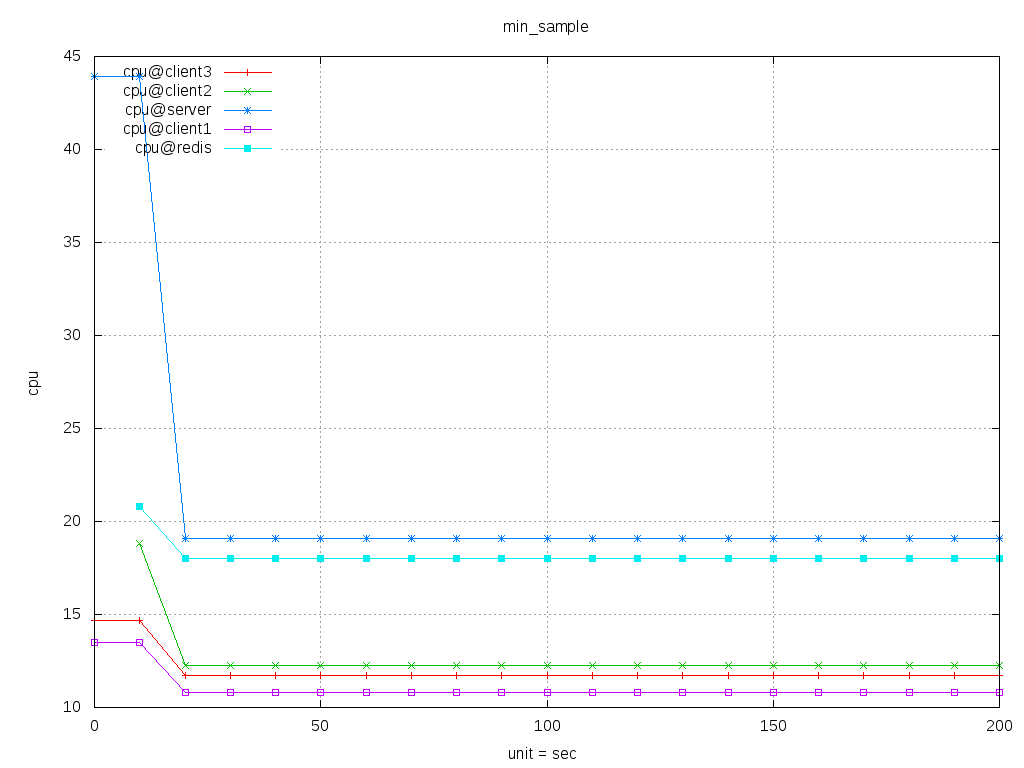 min_sample
45
40
35
30
25
20
15
10
cpu
cpu@client3
cpu@client2
cpu@server
cpu@client1
cpu@redis
0 50 100 150 200
unit = sec